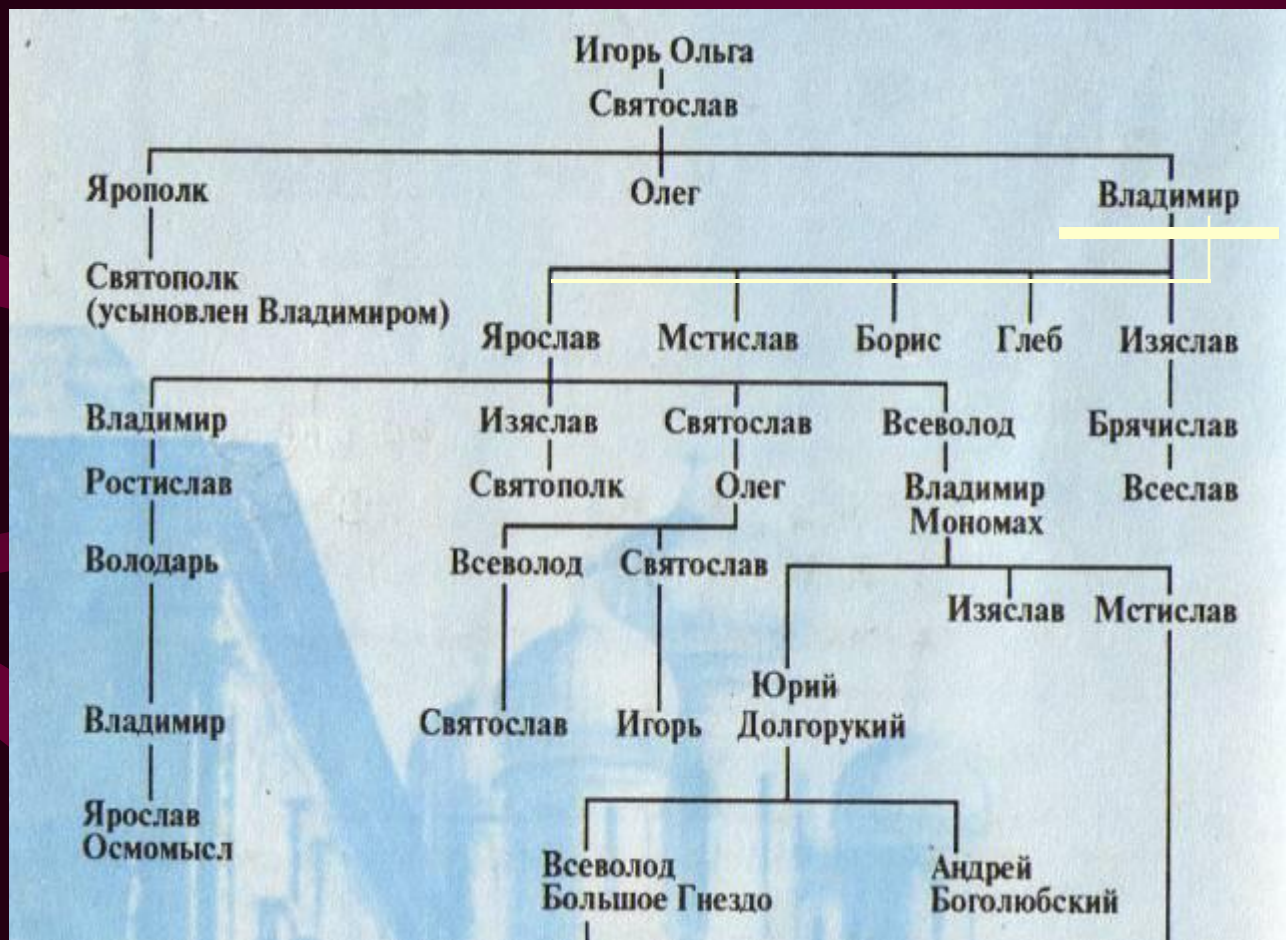 Игорь Ольга
Святослав
Ярополк Олег Владимир
Святополк
(усыновлен Владимиром)
Ярослав Мстислав Борис Глеб Изяслав
Владимир Изяслав Святослав Всеволод Брячислав
Ростислав Святополк Олег Владимир Всеслав
Мономах
Володарь Всеволод Святослав
Изяслав Мстислав
Юрий
Владимир Святослав Игорь Долгорукий
Ярослав
Осмомысл
Всеволод Андрей
Большое Гнездо Боголюбский